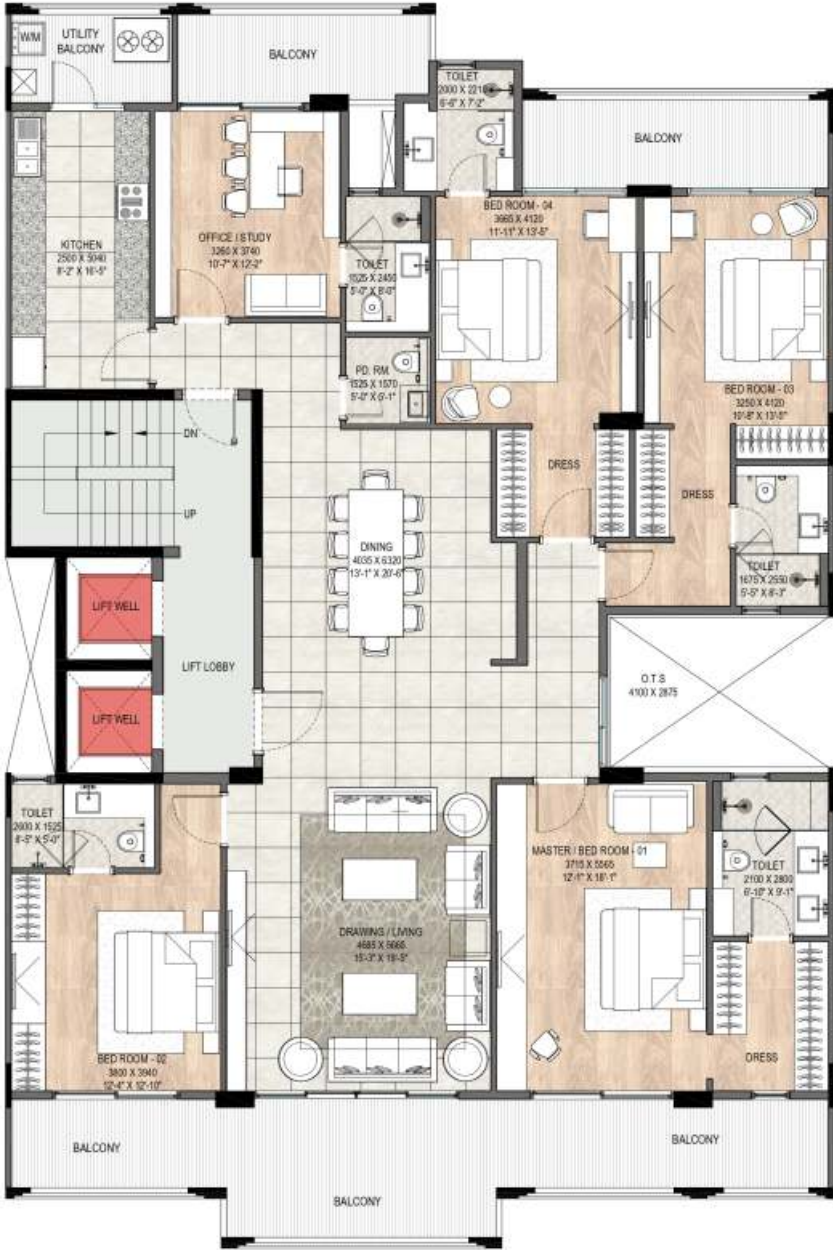 W/M
UTILITY
BALCONY
BALCONY
TOILET
2000 X 2210
6'-6" X 7'-2"
BALCONY
KITCHEN
2500 X 5040
8'-2" X 16'-5"
OFFICE / STUDY
3260 X 3740
10'-7" X 12'-2"
TOILET
1525 X 2450
5'-0" X 8'-0"
BED ROOM - 04
3665 X 4120
11'-11" X 13'-5"
PD. RM.
1525 X 1570
5'-0" X 5'-1"
BED ROOM - 03
3250 X 4120
10'-8" X 13'-5"
DN
UP
DRESS
DRESS
DINING
4035 X 6320
13'-1" X 20'-6"
TOILET
1675 X 2550
5'-5" X 8'-3"
LIFT WELL
LIFT LOBBY
LIFT WELL
O.T.S
4100 X 2875
TOILET
2600 X 1525
8'-5" X 5'-0"
MASTER / BED ROOM - 01
3715 X 5565
12'-1" X 18'-1"
TOILET
2100 X 2800
6'-10" X 9'-1"
DRAWING / LIVING
4685 X 5665
15'-3" X 18'-5"
BED ROOM - 02
3800 X 3940
12'-4" X 12'-10"
DRESS
BALCONY
BALCONY
BALCONY